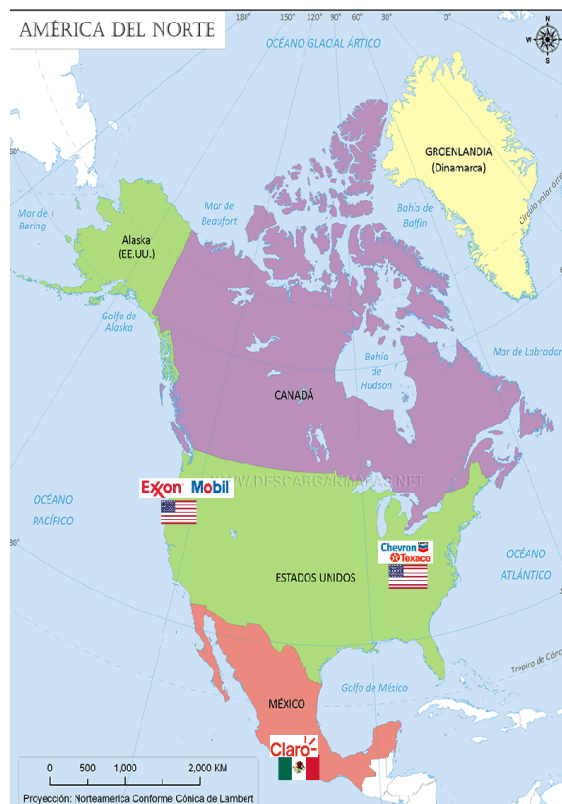 AMÉRICA DEL NORTE
180°
150°
120°
90°
60°
30°
0°
N
W
E
S
OCÉANO GLACIAL ÁRTICO
GROENLANDIA
(Dinamarca)
Mar de
Bering
Mar de
Beaufort
Bahía de
Baffin
Alaska
(EE.UU.)
Golfo de
Alaska
Bahía
de
Hudson
Mar de Labrador
CANADÁ
WWW.DESCARGARMAPAS.NET
Exxon Mobil
OCÉANO
PACÍFICO
30°
Chevron
Texaco
OCÉANO
ATLÁNTICO
ESTADOS UNIDOS
Golfo de México
MÉXICO
Claro
0 500 1,000 2,000 KM
Proyección: Norteamerica Conforme Cónica de Lambert